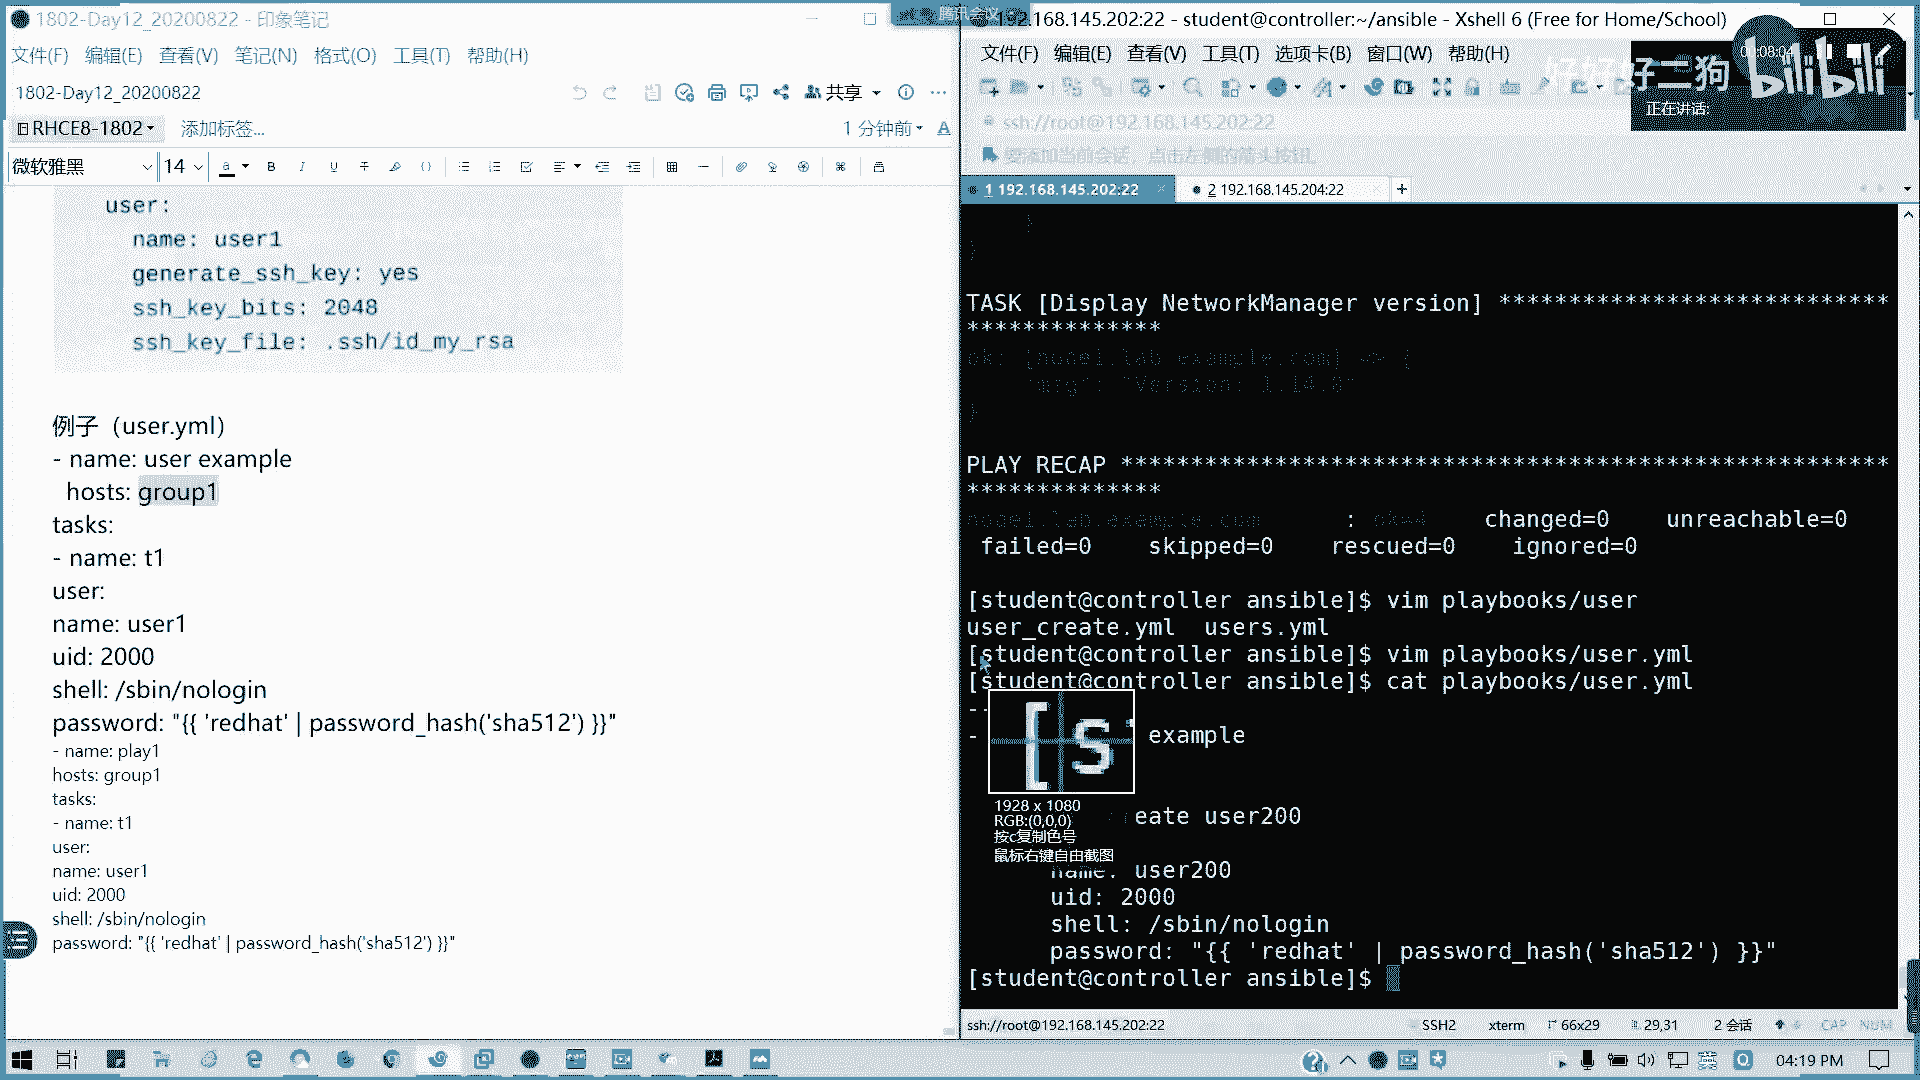 1802-Day12_20200822 - 印象笔记
文件(F) 编辑(E) 查看(V) 笔记(N) 格式(O) 工具(T) 帮助(H)
1802-Day12_20200822
共享
RHCE8-1802
添加标签...
1 分钟前
微软雅黑 14
user:
name: user1
generate_ssh_key: yes
ssh_key_bits: 2048
ssh_key_file: .ssh/id_my_rsa
例子（user.yml）
- name: user example
hosts: group1
tasks:
- name: t1
user:
name: user1
uid: 2000
shell: /sbin/nologin
password: "{{ 'redhat' | password_hash('sha512') }}"
- name: play1
hosts: group1
tasks:
- name: t1
user:
name: user1
uid: 2000
shell: /sbin/nologin
password: "{{ 'redhat' | password_hash('sha512') }}"
腾讯会议
192.168.145.202:22 - student@controller:~/ansible - Xshell 6 (Free for Home/School)
文件(F) 编辑(E) 查看(V) 工具(T) 选项卡(B) 窗口(W) 帮助(H)
00:08:04
好好好二狗 bilibili
正在讲话:
ssh://root@192.168.145.202:22
要添加当前会话，点击左侧的箭头按钮。
1 192.168.145.202:22
2 192.168.145.204:22
}
}
TASK [Display NetworkManager version] ****************************
**************
ok: [node1.lab.example.com] => {
"msg": "Version: 1.14.0"
}
PLAY RECAP ********************************************************
**************
node1.lab.example.com : ok=4 changed=0 unreachable=0
failed=0 skipped=0 rescued=0 ignored=0
[student@controller ansible]$ vim playbooks/user
user_create.yml users.yml
[student@controller ansible]$ vim playbooks/user.yml
[student@controller ansible]$ cat playbooks/user.yml
--
- example
eate user200
name: user200
uid: 2000
shell: /sbin/nologin
password: "{{ 'redhat' | password_hash('sha512') }}"
[student@controller ansible]$
[s
1928 x 1080
RGB:(0,0,0)
按c复制色号
鼠标右键自由截图
ssh://root@192.168.145.202:22
SSH2 xterm 66x29 29,31 2 会话 CAP NUM
英
04:19 PM